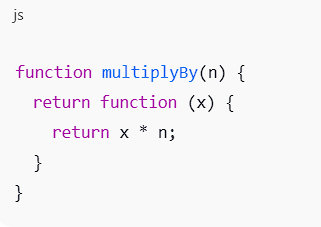 js
function multiplyBy(n) {
  return function (x) {
    return x * n;
  }
}